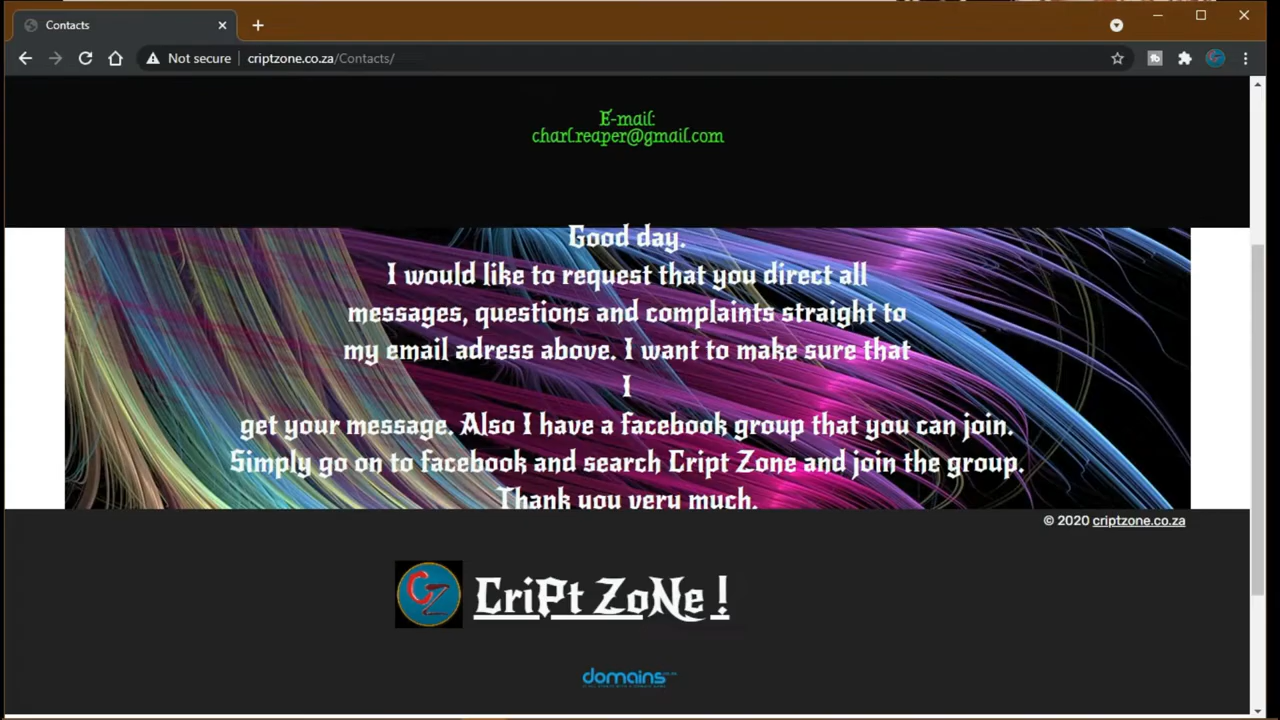 Contacts
Not secure
criptzone.co.za/Contacts/
E-mail:
charl.reaper@gmail.com
Good day.
I would like to request that you direct all
messages, questions and complaints straight to
my email adress above. I want to make sure that
I
get your message. Also I have a facebook group that you can join.
Simply go on to facebook and search Cript Zone and join the group.
Thank you very much.
© 2020 criptzone.co.za
CZ CriPt ZoNe !
domains